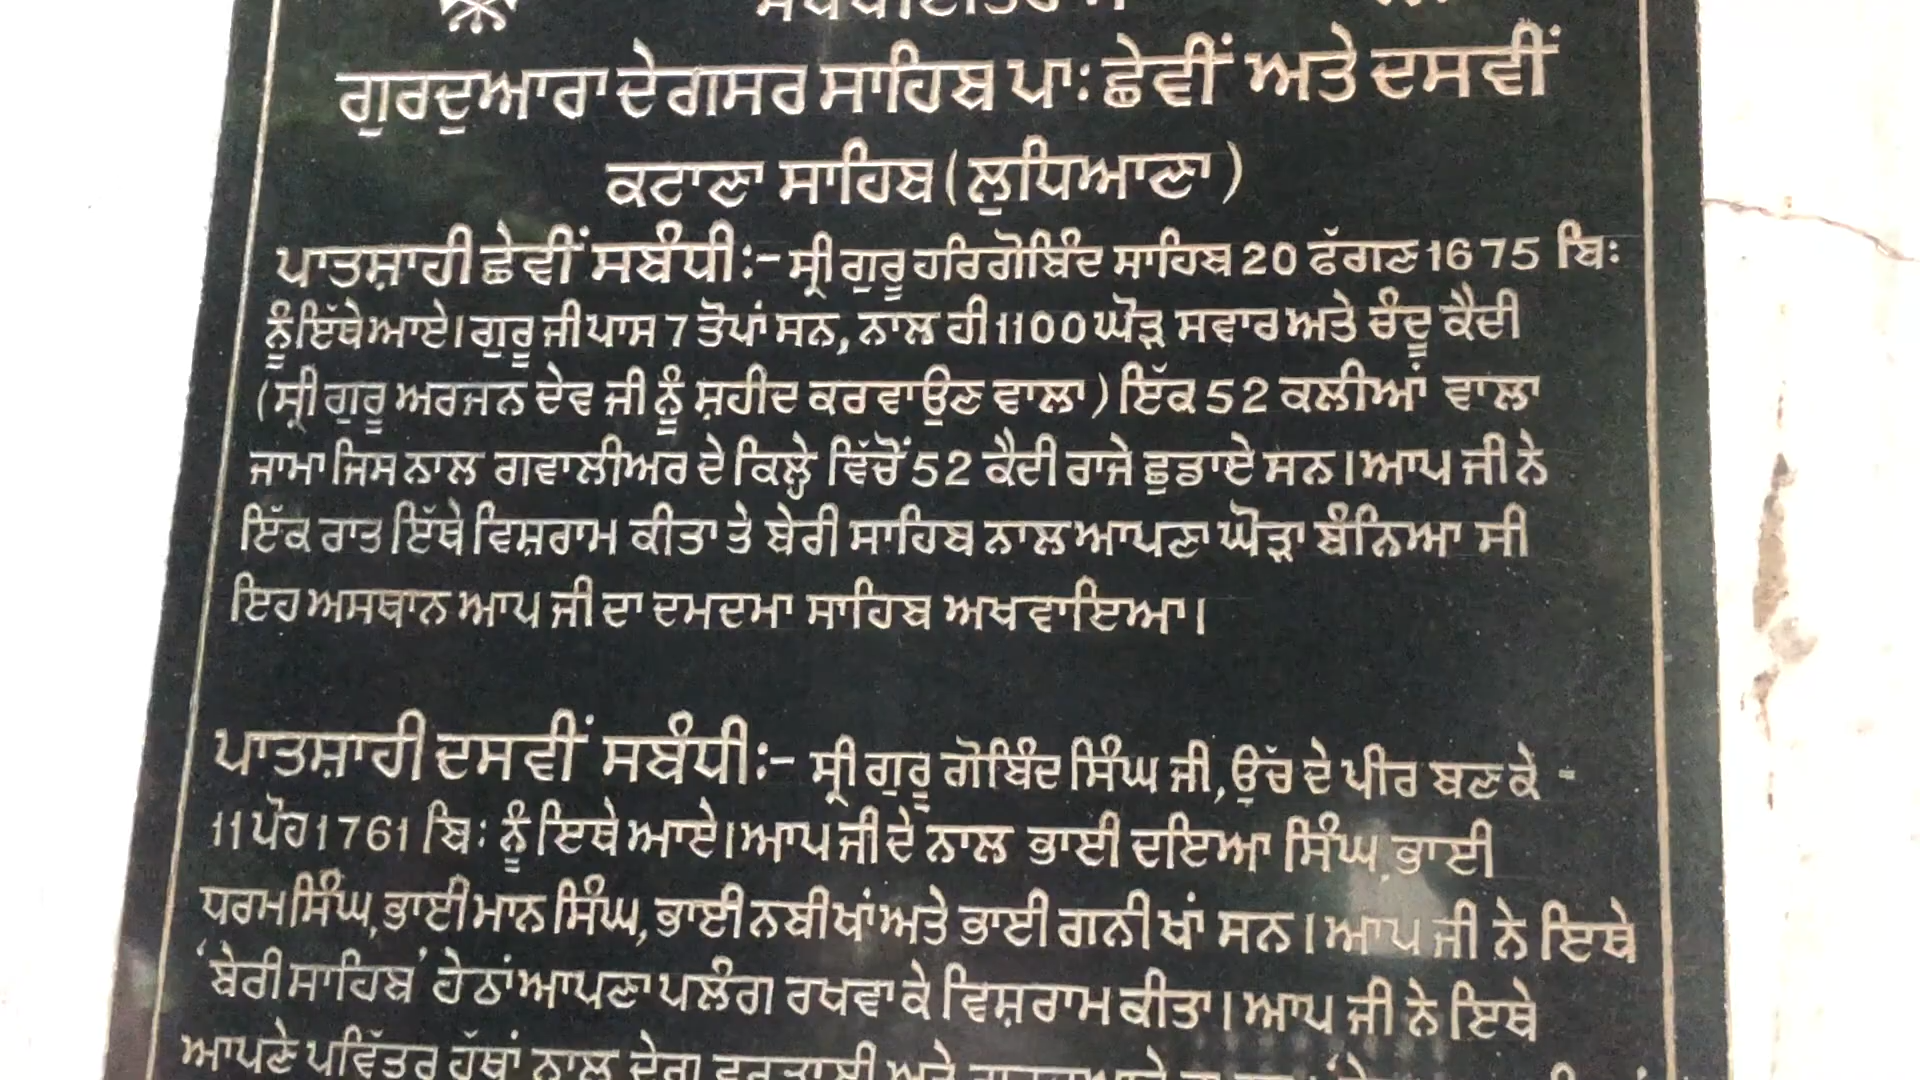 ਗੁਰਦੁਆਰਾ ਦੇਗਸਰ ਸਾਹਿਬ ਪਾ: ਛੇਵੀਂ ਅਤੇ ਦਸਵੀਂ
ਕਟਾਣਾ ਸਾਹਿਬ (ਲੁਧਿਆਣਾ)
ਪਾਤਸ਼ਾਹੀ ਛੇਵੀਂ ਸਬੰਧੀ:- ਸ੍ਰੀ ਗੁਰੂ ਹਰਿਗੋਬਿੰਦ ਸਾਹਿਬ 20 ਫੱਗਣ 1675 ਬਿ:
ਨੂੰ ਇੱਥੇ ਆਏ। ਗੁਰੂ ਜੀ ਪਾਸ 7 ਤੋਪਾਂ ਸਨ, ਨਾਲ ਹੀ 1100 ਘੋੜ ਸਵਾਰ ਅਤੇ ਚੰਦੂ ਕੈਦੀ
(ਸ੍ਰੀ ਗੁਰੂ ਅਰਜਨ ਦੇਵ ਜੀ ਨੂੰ ਸ਼ਹੀਦ ਕਰਵਾਉਣ ਵਾਲਾ) ਇੱਕ 52 ਕਲੀਆਂ ਵਾਲਾ
ਜਾਮਾ ਜਿਸ ਨਾਲ ਗਵਾਲੀਅਰ ਦੇ ਕਿਲ੍ਹੇ ਵਿੱਚੋਂ 52 ਕੈਦੀ ਰਾਜੇ ਛੁਡਾਏ ਸਨ। ਆਪ ਜੀ ਨੇ
ਇੱਕ ਰਾਤ ਇੱਥੇ ਵਿਸ਼ਰਾਮ ਕੀਤਾ ਤੇ ਬੇਰੀ ਸਾਹਿਬ ਨਾਲ ਆਪਣਾ ਘੋੜਾ ਬੰਨਿਆ ਸੀ
ਇਹ ਅਸਥਾਨ ਆਪ ਜੀ ਦਾ ਦਮਦਮਾ ਸਾਹਿਬ ਅਖਵਾਇਆ।
ਪਾਤਸ਼ਾਹੀ ਦਸਵੀਂ ਸਬੰਧੀ:- ਸ੍ਰੀ ਗੁਰੂ ਗੋਬਿੰਦ ਸਿੰਘ ਜੀ, ਉੱਚ ਦੇ ਪੀਰ ਬਣ ਕੇ -
11 ਪੋਹ 1761 ਬਿ: ਨੂੰ ਇਥੇ ਆਏ। ਆਪ ਜੀ ਦੇ ਨਾਲ ਭਾਈ ਦਇਆ ਸਿੰਘ, ਭਾਈ
ਧਰਮ ਸਿੰਘ, ਭਾਈ ਮਾਨ ਸਿੰਘ, ਭਾਈ ਨਬੀ ਖਾਂ ਅਤੇ ਭਾਈ ਗਨੀ ਖਾਂ ਸਨ। ਆਪ ਜੀ ਨੇ ਇਥੇ
'ਬੇਰੀ ਸਾਹਿਬ' ਹੇਠਾਂ ਆਪਣਾ ਪਲੰਗ ਰਖਵਾ ਕੇ ਵਿਸ਼ਰਾਮ ਕੀਤਾ। ਆਪ ਜੀ ਨੇ ਇਥੇ
ਆਪਣੇ ਪਵਿੱਤਰ ਹੱਥਾਂ ਨਾਲ ਦੇਗ ਵਰਤਾਈ ਅਤੇ